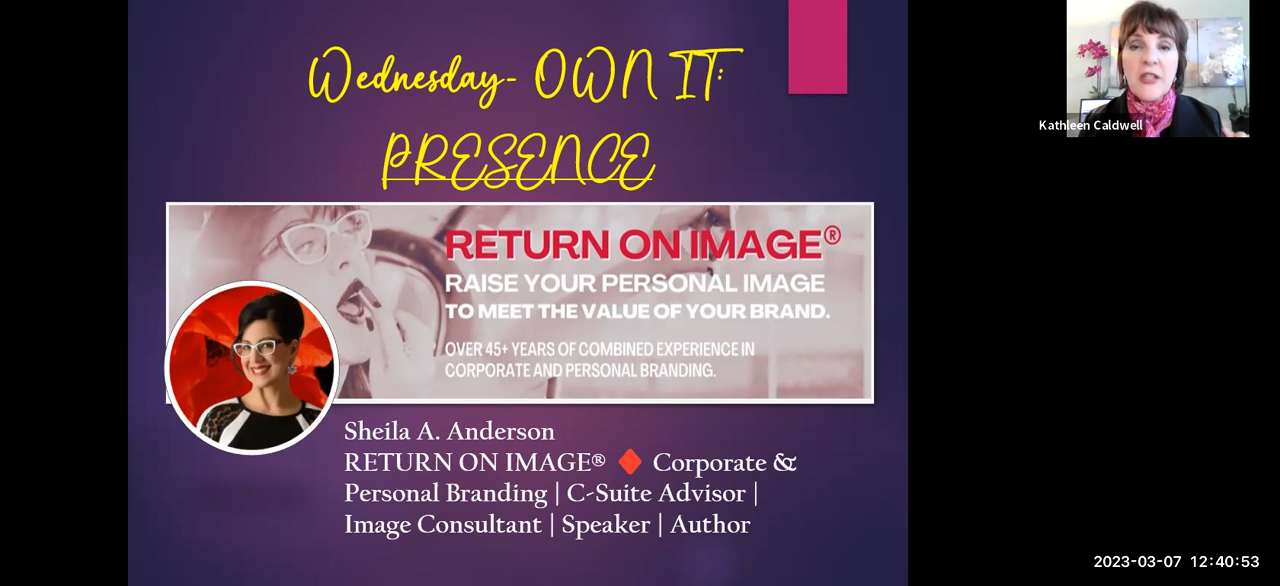 Wednesday- OWN IT:
PRESENCE
RETURN ON IMAGE®
RAISE YOUR PERSONAL IMAGE
TO MEET THE VALUE OF YOUR BRAND.
OVER 45+ YEARS OF COMBINED EXPERIENCE IN
CORPORATE AND PERSONAL BRANDING.
Sheila A. Anderson
RETURN ON IMAGE® ♦ Corporate &
Personal Branding | C-Suite Advisor |
Image Consultant | Speaker | Author
Kathleen Caldwell
2023-03-07 12:40:53